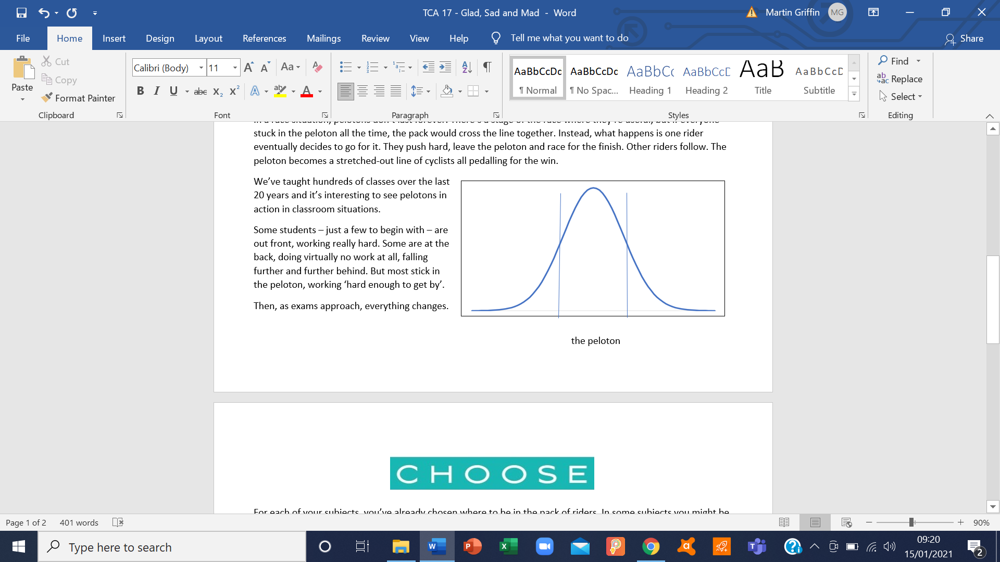 TCA 17 - Glad, Sad and Mad - Word
Martin Griffin
MG
File Home Insert Design Layout References Mailings Review View Help Tell me what you want to do
Share
Paste
Cut
Copy
Format Painter
Clipboard
Calibri (Body) 11
Font
Paragraph
AaBbCcDc AaBbCcDc AaBbCc AaBbCcD AaB AaBbCcD
¶ Normal ¶ No Spac... Heading 1 Heading 2 Title Subtitle
Styles
Find
Replace
Select
Editing
In a race situation, pelotons don't last forever. There's a stage of the race where they're useful, but if everyone
stuck in the peloton all the time, the pack would cross the line together. Instead, what happens is one rider
eventually decides to go for it. They push hard, leave the peloton and race for the finish. Other riders follow. The
peloton becomes a stretched-out line of cyclists all pedalling for the win.
We've taught hundreds of classes over the last
20 years and it's interesting to see pelotons in
action in classroom situations.
Some students – just a few to begin with – are
out front, working really hard. Some are at the
back, doing virtually no work at all, falling
further and further behind. But most stick in
the peloton, working ‘hard enough to get by’.
Then, as exams approach, everything changes.
the peloton
CHOOSE
For each of your subjects, you've already chosen where to be in the pack of riders. In some subjects you might be
Page 1 of 2 401 words
90%
Type here to search
09:20
15/01/2021
2